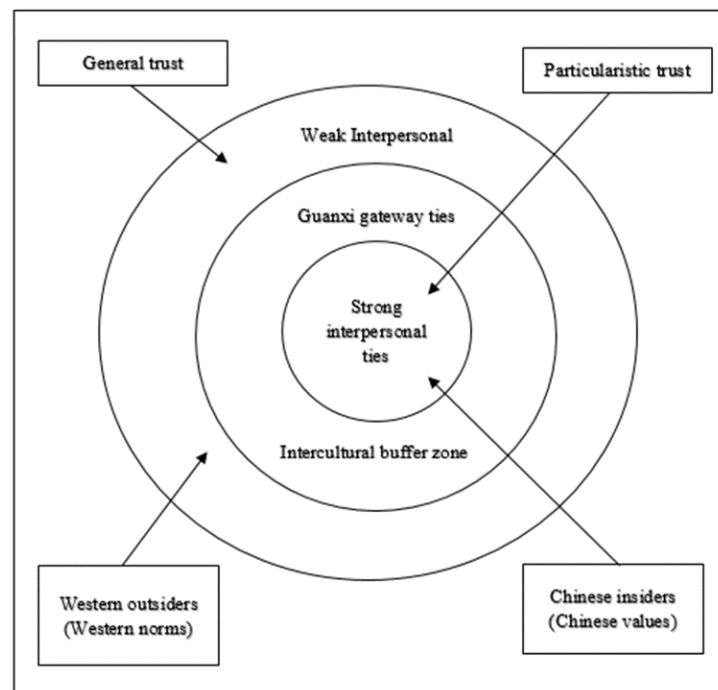 General trust
Particularistic trust
Weak Interpersonal
Guanxi gateway ties
Strong
interpersonal
ties
Intercultural buffer zone
Western outsiders
(Western norms)
Chinese insiders
(Chinese values)